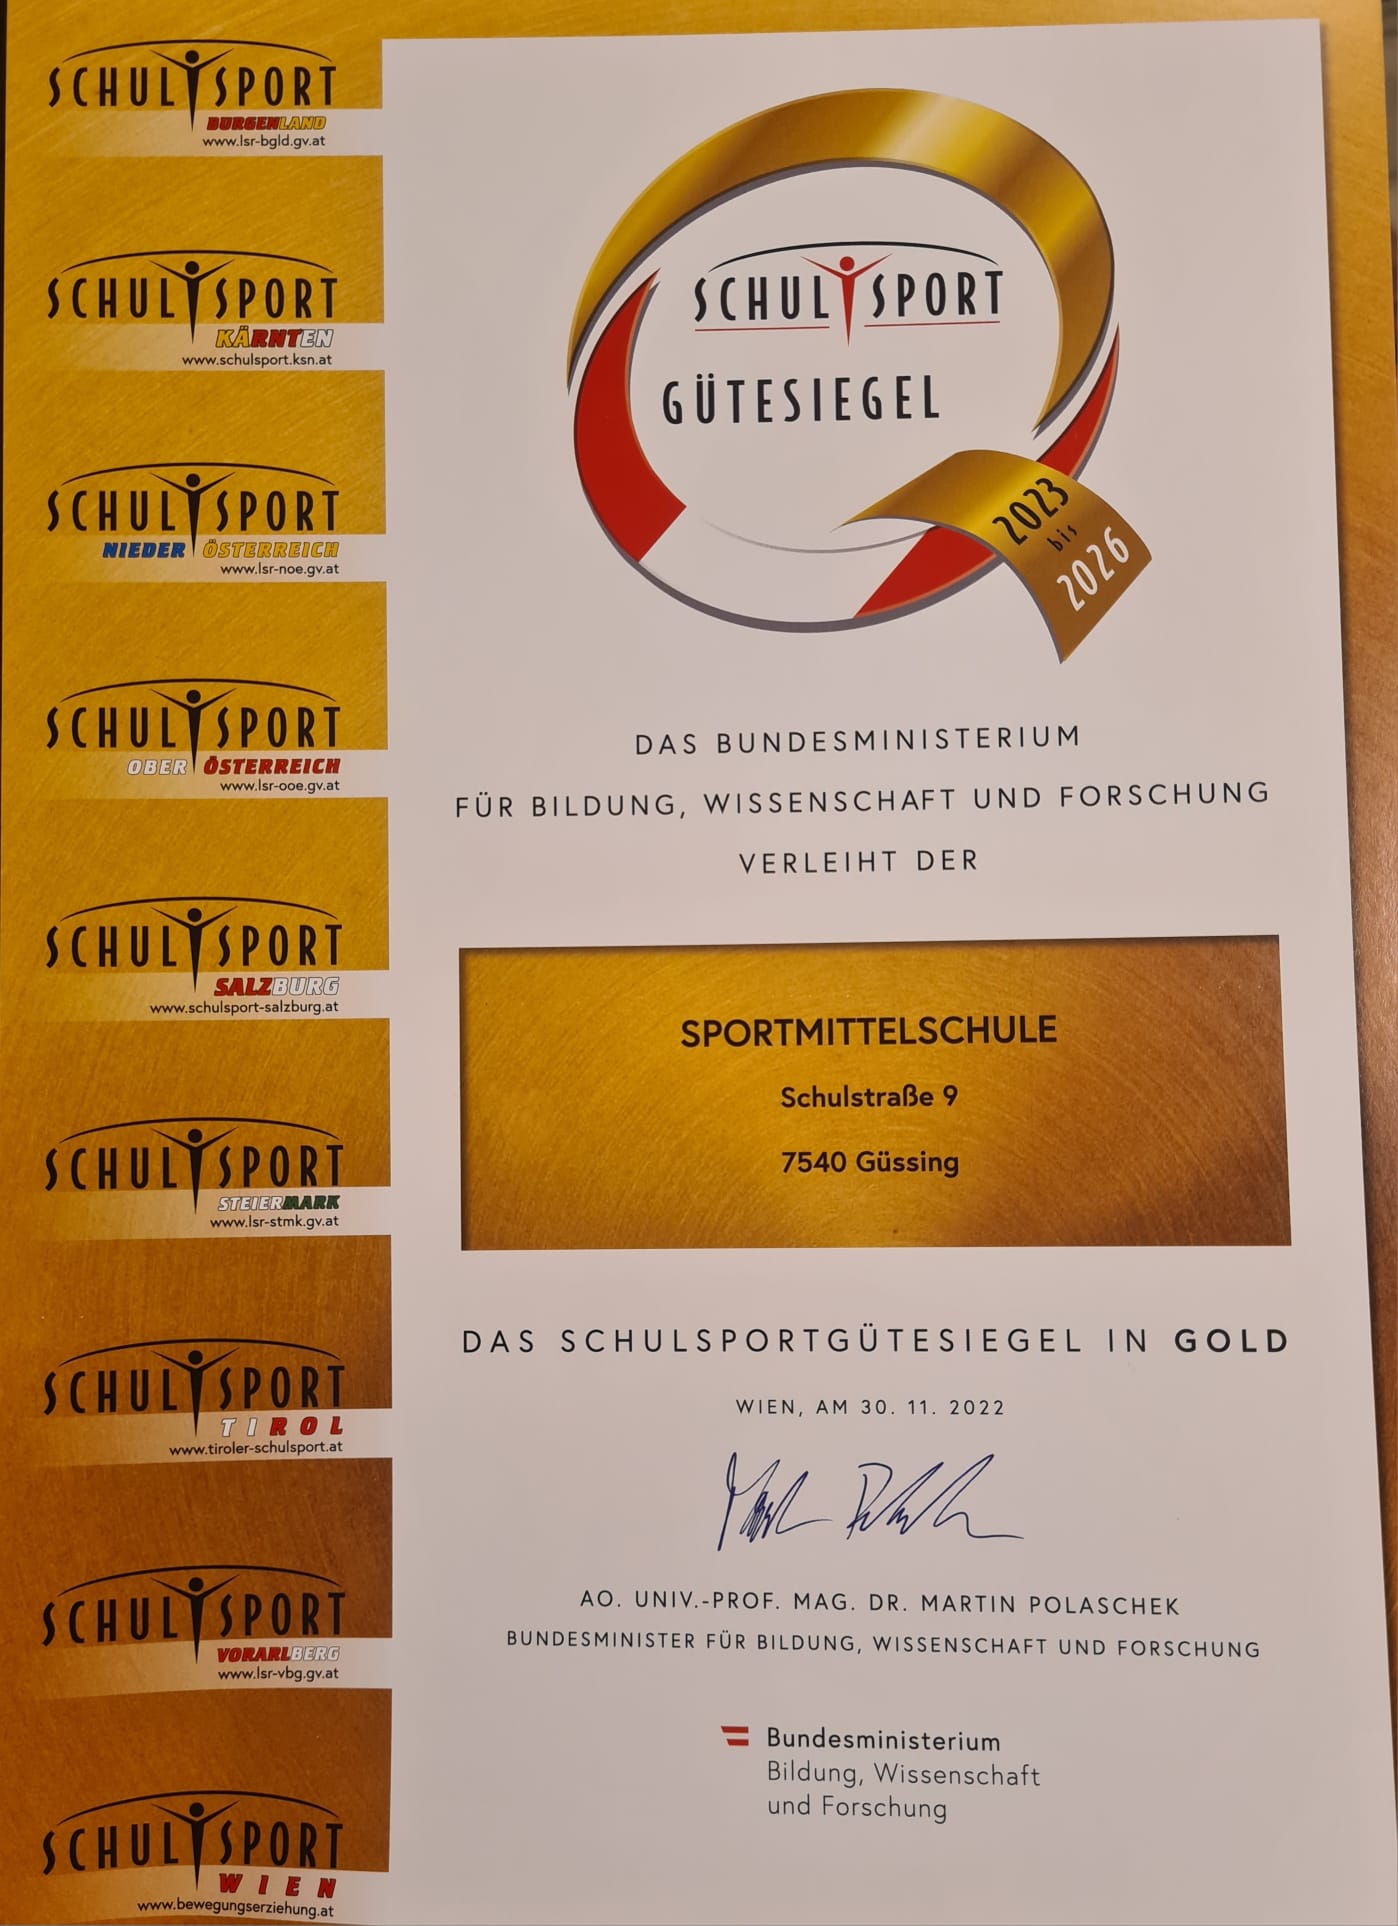 SCHULSPORT
BURGENLAND
www.lsr-bgld.gv.at
SCHULSPORT
KÄRNTEN
www.schulsport.ksn.at
SCHULSPORT
NIEDER ÖSTERREICH
www.lsr-noe.gv.at
SCHULSPORT
OBER ÖSTERREICH
www.lsr-ooe.gv.at
SCHULSPORT
SALZBURG
www.schulsport-salzburg.at
SCHULSPORT
STEIERMARK
www.lsr-stmk.gv.at
SCHULSPORT
TIROL
www.tiroler-schulsport.at
SCHULSPORT
VORARLBERG
www.lsr-vbg.gv.at
SCHULSPORT
WIEN
www.bewegungserziehung.at
SCHULSPORT
GÜTESIEGEL
2023
bis
2026
DAS BUNDESMINISTERIUM
FÜR BILDUNG, WISSENSCHAFT UND FORSCHUNG
VERLEIHT DER
SPORTMITTELSCHULE
Schulstraße 9
7540 Güssing
DAS SCHULSPORTGÜTESIEGEL IN GOLD
WIEN, AM 30. 11. 2022
AO. UNIV.-PROF. MAG. DR. MARTIN POLASCHEK
BUNDESMINISTER FÜR BILDUNG, WISSENSCHAFT UND FORSCHUNG
Bundesministerium
Bildung, Wissenschaft
und Forschung